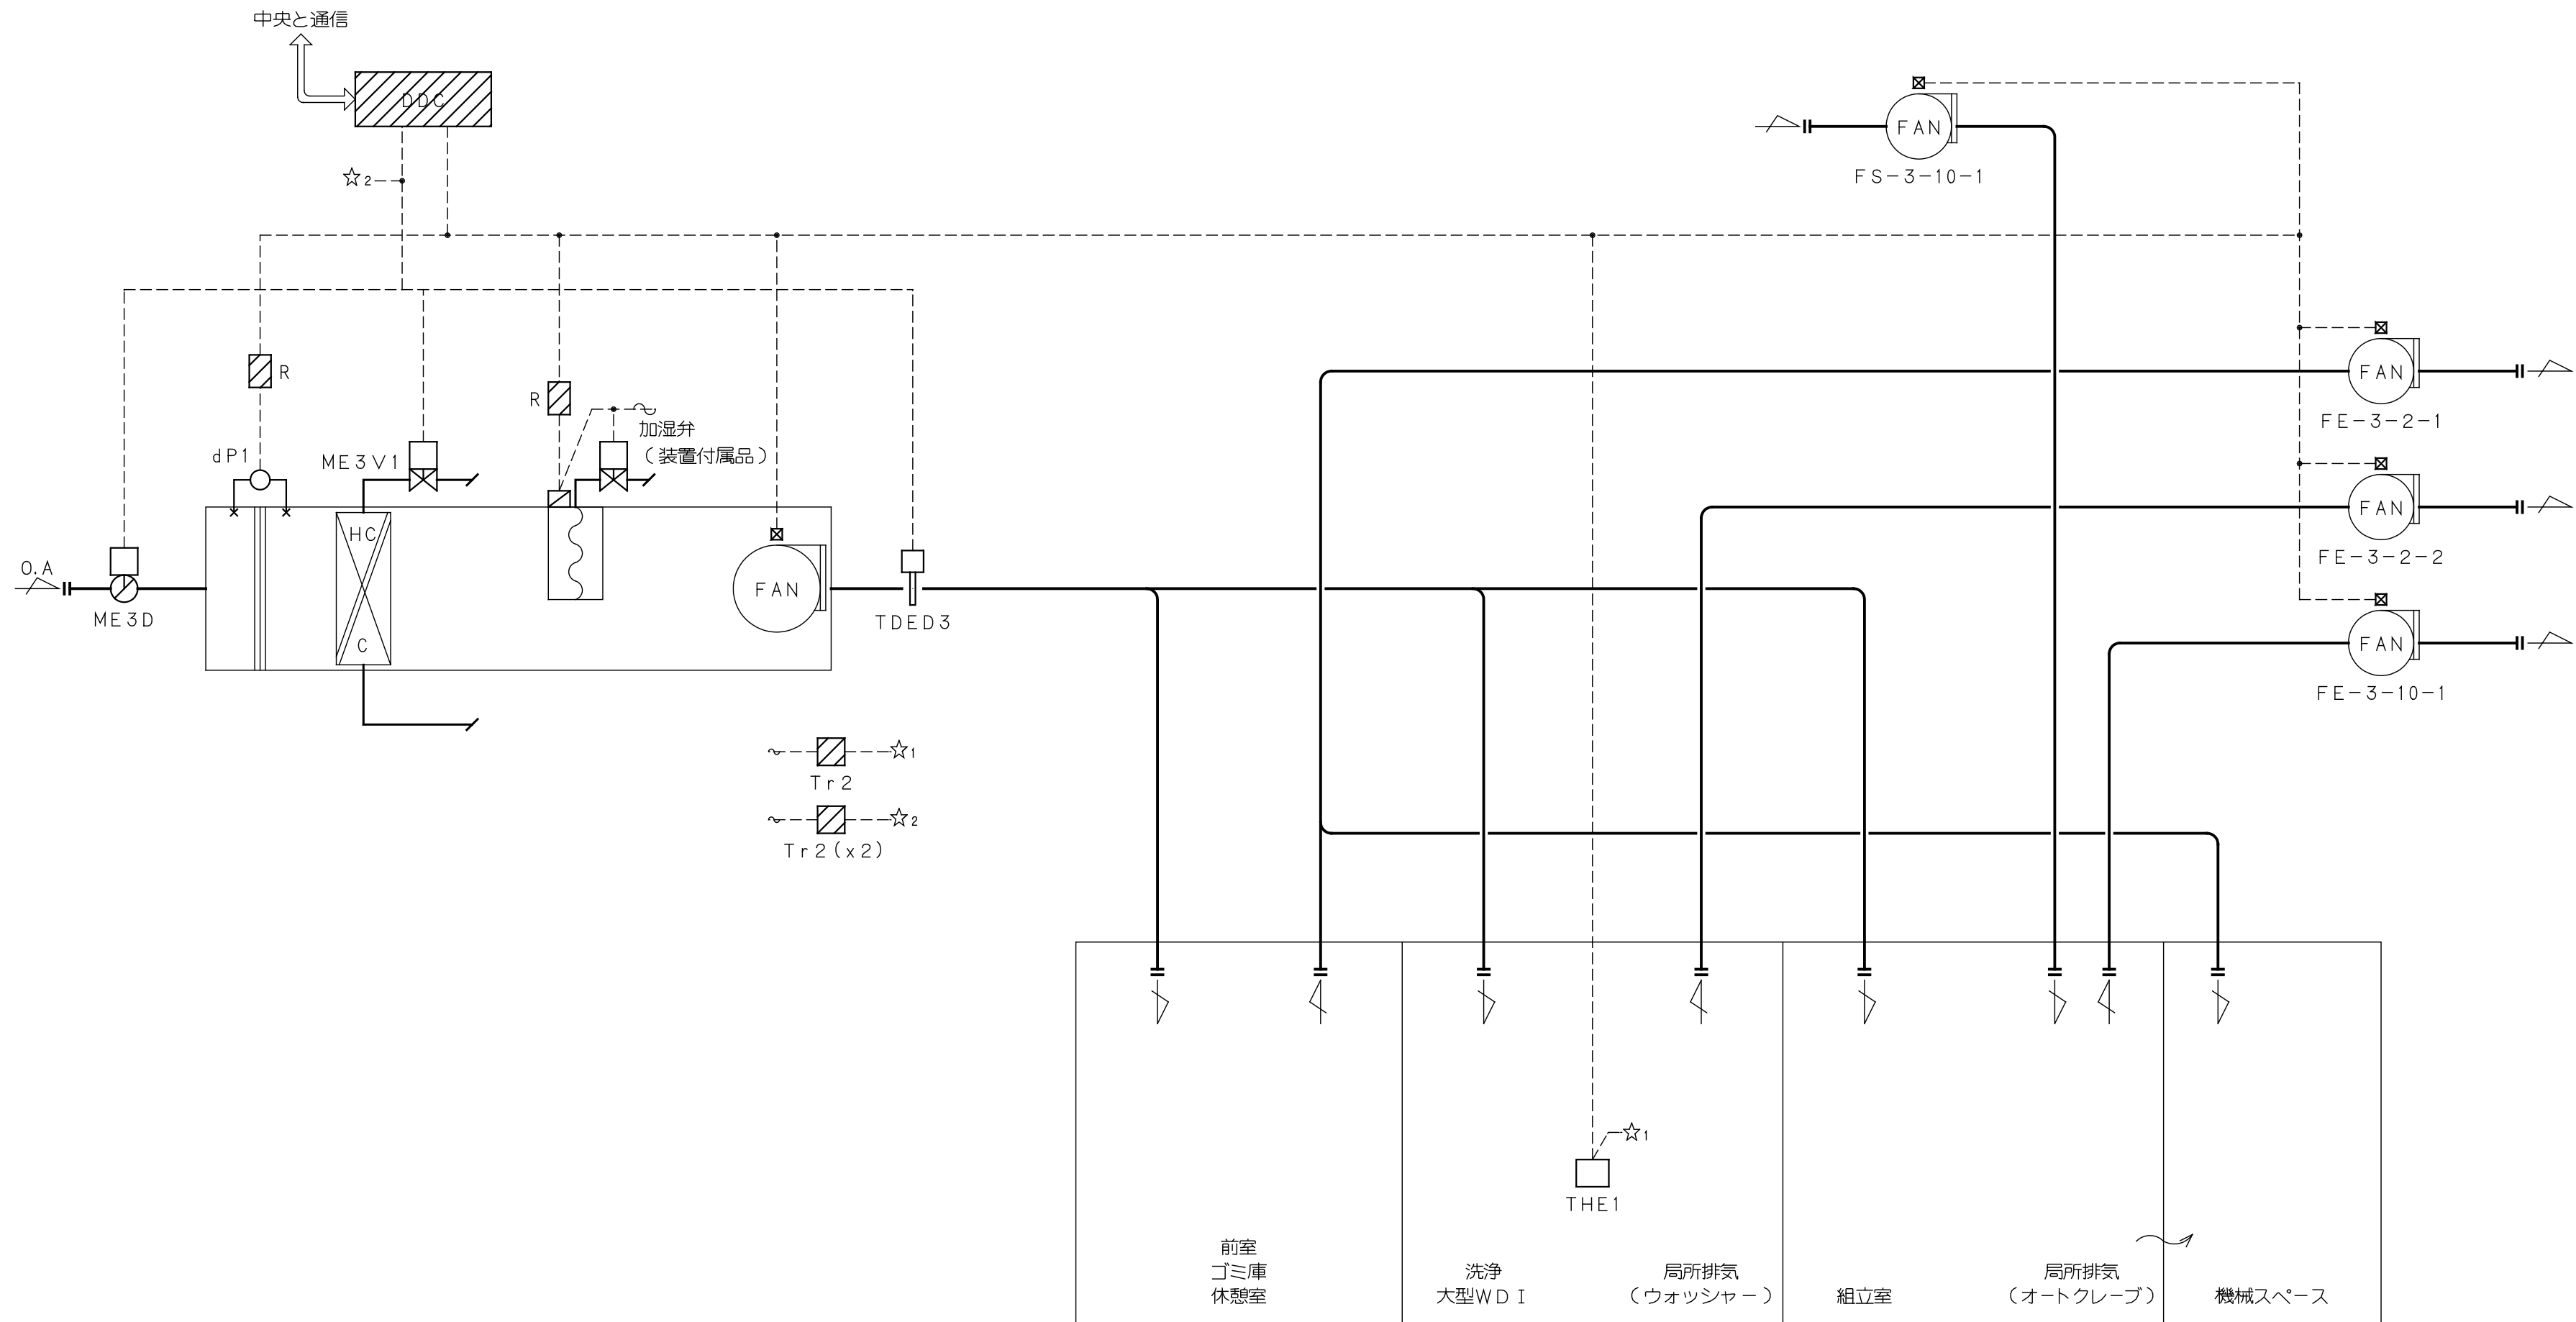 中央と通信
DDC
☆2
FAN
FS-3-10-1
R
R
加湿弁
(装置付属品)
dP1
ME3V1
FAN
FE-3-2-1
HC
C
O.A
ME3D
FAN
TDED3
FAN
FE-3-2-2
FAN
FE-3-10-1
☆1
Tr2
☆2
Tr2(x2)
☆1
THE1
前室
ゴミ庫
休憩室
洗浄
大型WDI
局所排気
(ウォッシャー)
組立室
局所排気
(オートクレーブ)
機械スペース